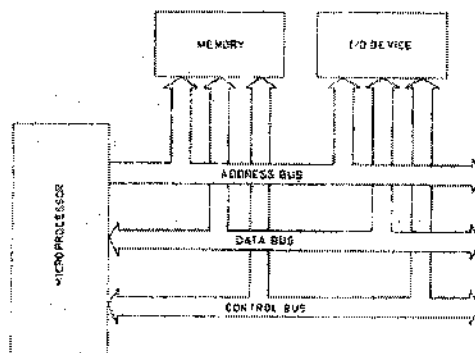 MEMORY
I/O DEVICE
MICROPROCESSOR
ADDRESS BUS
DATA BUS
CONTROL BUS